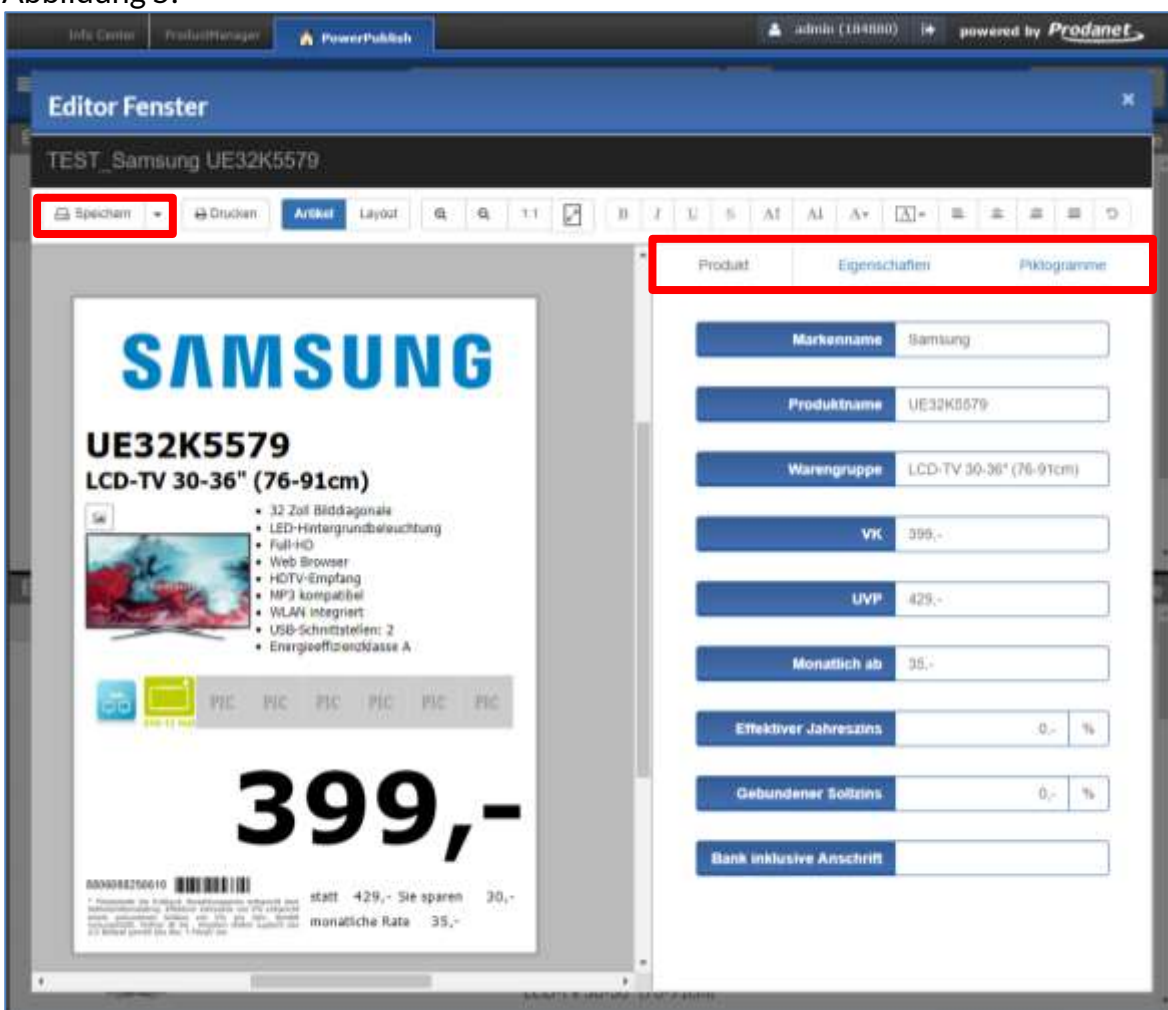 Info Center ProductManager PowerPublish admin (184880) powered by Prodanet
Editor Fenster ×
TEST_Samsung UE32K5579
Speichern Drucken Artikel Layout 1:1 B I U S
Produkt Eigenschaften Piktogramme
SAMSUNG
UE32K5579
LCD-TV 30-36" (76-91cm)
• 32 Zoll Bilddiagonale
• LED-Hintergrundbeleuchtung
• Full-HD
• Web Browser
• HDTV-Empfang
• MP3 kompatibel
• WLAN integriert
• USB-Schnittstellen: 2
• Energieeffizienzklasse A
PIC PIC PIC PIC PIC PIC
399,-
statt 429,- Sie sparen 30,-
monatliche Rate 35,-
Markenname Samsung
Produktname UE32K5579
Warengruppe LCD-TV 30-36" (76-91cm)
VK 399,-
UVP 429,-
Monatlich ab 35,-
Effektiver Jahreszins 0,- %
Gebundener Sollzins 0,- %
Bank inklusive Anschrift